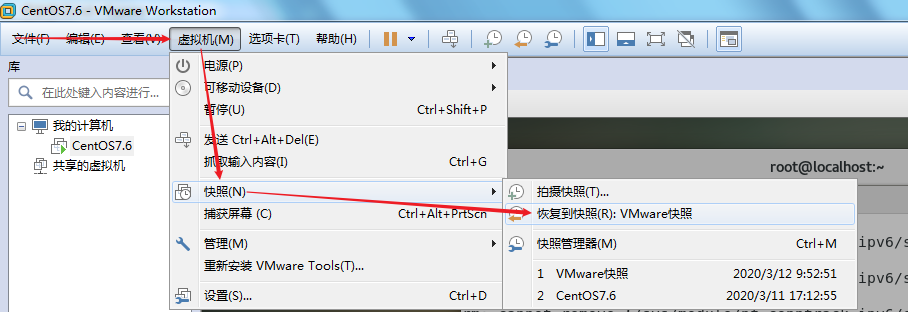 CentOS7.6 - VMware Workstation
文件(F) 编辑(E) 查看(V) 虚拟机(M) 选项卡(T) 帮助(H)
库
在此处键入内容进行...
我的计算机
CentOS7.6
共享的虚拟机
电源(P)
可移动设备(D)
暂停(U) Ctrl+Shift+P
发送 Ctrl+Alt+Del(E)
抓取输入内容(I) Ctrl+G
快照(N)
捕获屏幕 (C) Ctrl+Alt+PrtScn
管理(M)
重新安装 VMware Tools(T)...
设置(S)... Ctrl+D
root@localhost:~
拍摄快照(T)...
恢复到快照(R): VMware快照
快照管理器(M) Ctrl+M
1 VMware快照 2020/3/12 9:52:51
2 CentOS7.6 2020/3/11 17:12:55
ipv6/s
ipv6/s